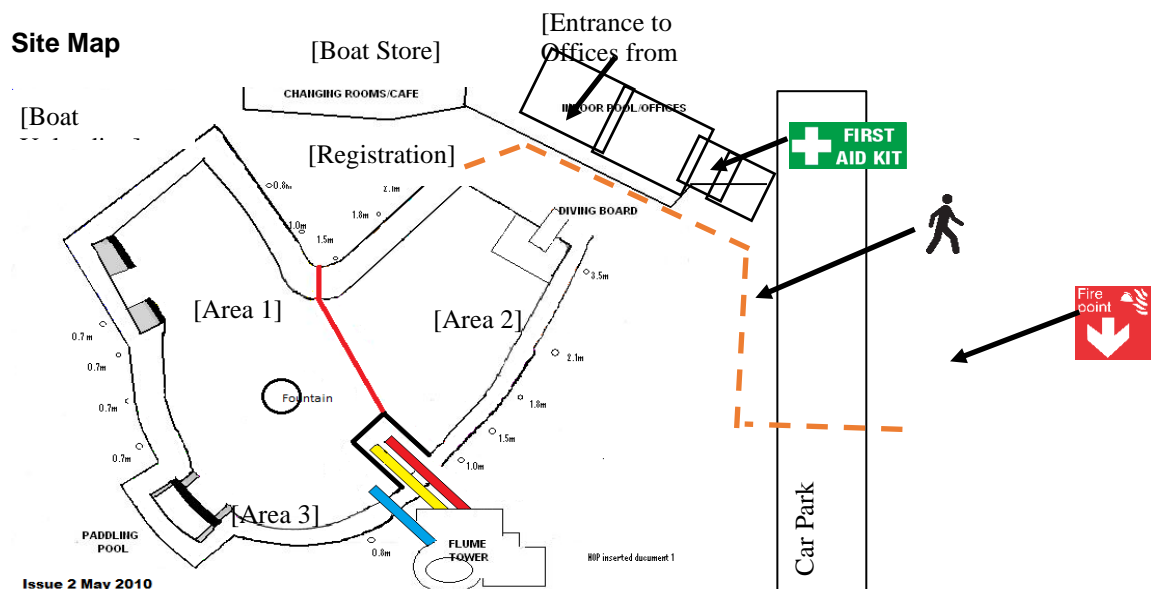 Site Map
[Entrance to
Offices from
[Boat Store]
CHANGING ROOMS/CAFE
[Boat
[Registration]
FIRST
AID KIT
0.8m
2.1m
1.8m
1.0m
1.5m
DIVING BOARD
3.5m
[Area 1]
[Area 2]
Fire
point
0.7m
0.7m
0.7m
0.7m
Fountain
2.1m
1.8m
1.5m
1.0m
[Area 3]
PADDLING
POOL
0.8m
FLUME
TOWER
HOP inserted document 1
Car Park
Issue 2 May 2010